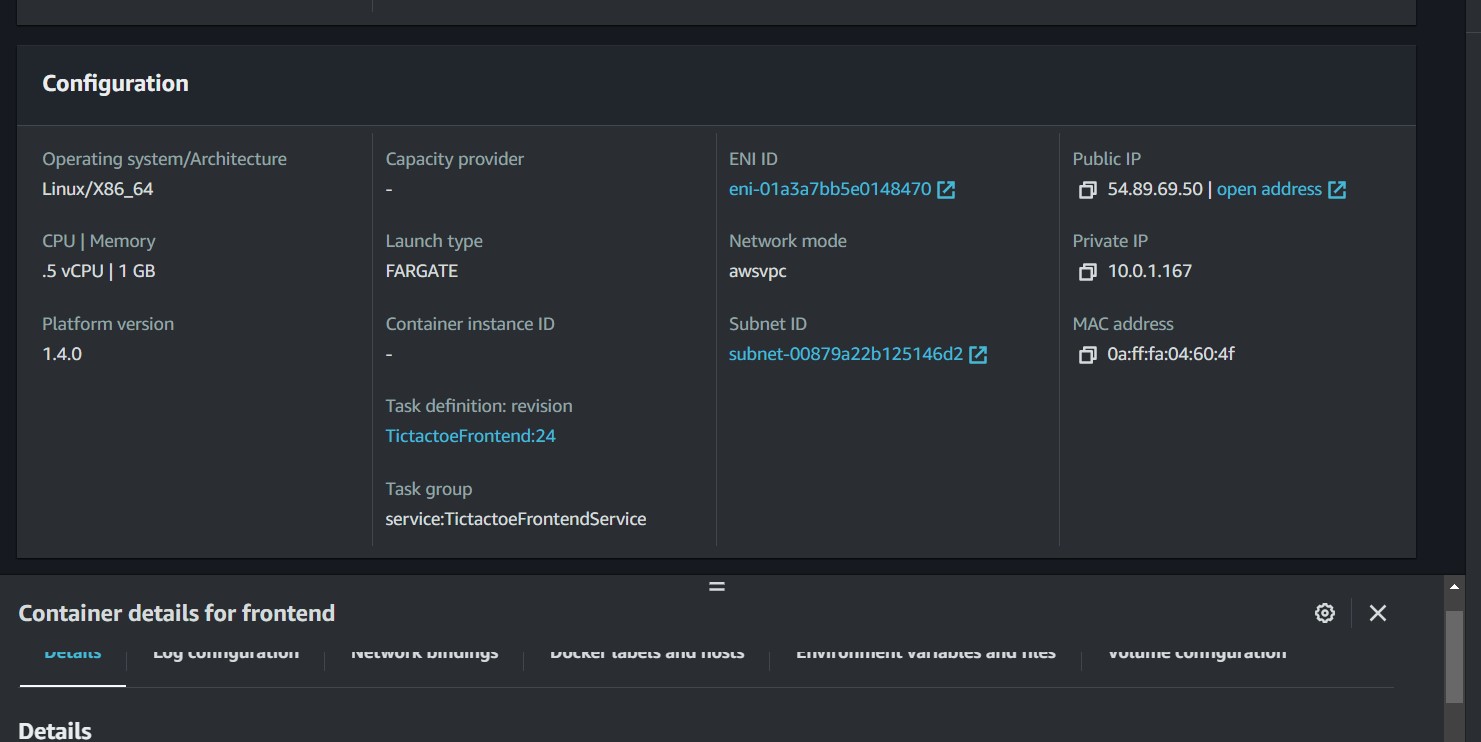 Configuration
Operating system/Architecture
Linux/X86_64
CPU | Memory
.5 vCPU | 1 GB
Platform version
1.4.0
Capacity provider
-
Launch type
FARGATE
Container instance ID
-
Task definition: revision
TictactoeFrontend:24
Task group
service:TictactoeFrontendService
ENI ID
eni-01a3a7bb5e0148470
Network mode
awsvpc
Subnet ID
subnet-00879a22b125146d2
Public IP
54.89.69.50 | open address
Private IP
10.0.1.167
MAC address
0a:ff:fa:04:60:4f
Container details for frontend
Details
Log configuration
Network bindings
Docker labels and hosts
Environment variables and files
Volume configuration
Details